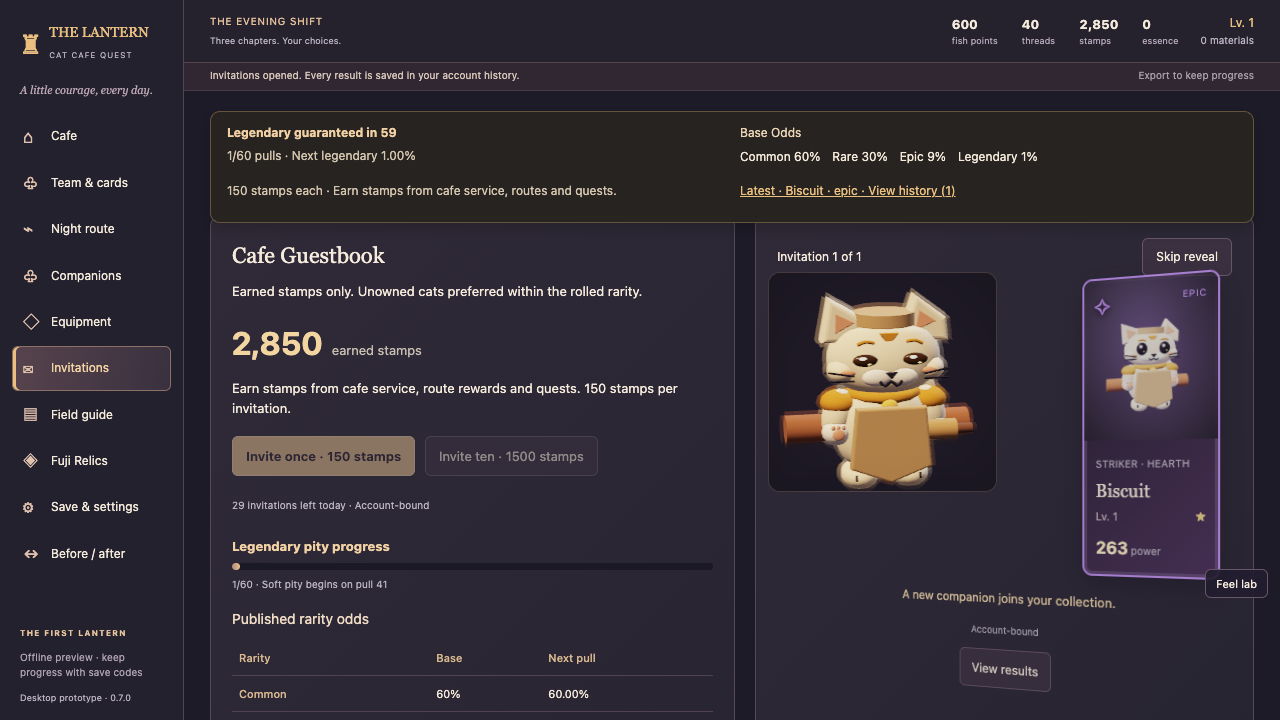 THE LANTERN
CAT CAFE QUEST
A little courage, every day.
Cafe
Team & cards
Night route
Companions
Equipment
Invitations
Field guide
Fuji Relics
Save & settings
Before / after
THE FIRST LANTERN
Offline preview · keep
progress with save codes
Desktop prototype · 0.7.0
THE EVENING SHIFT
Three chapters. Your choices.
600
fish points
40
threads
2,850
stamps
0
essence
Lv. 1
0 materials
Invitations opened. Every result is saved in your account history.
Export to keep progress
Legendary guaranteed in 59
1/60 pulls · Next legendary 1.00%
150 stamps each · Earn stamps from cafe service, routes and quests.
Base Odds
Common 60% Rare 30% Epic 9% Legendary 1%
Latest · Biscuit · epic · View history (1)
Cafe Guestbook
Earned stamps only. Unowned cats preferred within the rolled rarity.
2,850 earned stamps
Earn stamps from cafe service, route rewards and quests. 150 stamps per
invitation.
Invite once · 150 stamps
Invite ten · 1500 stamps
29 invitations left today · Account-bound
Legendary pity progress
1/60 · Soft pity begins on pull 41
Published rarity odds
Rarity Base Next pull
Common 60% 60.00%
Invitation 1 of 1
Skip reveal
EPIC
STRIKER · HEARTH
Biscuit
Lv. 1
263 power
Feel lab
A new companion joins your collection.
Account-bound
View results